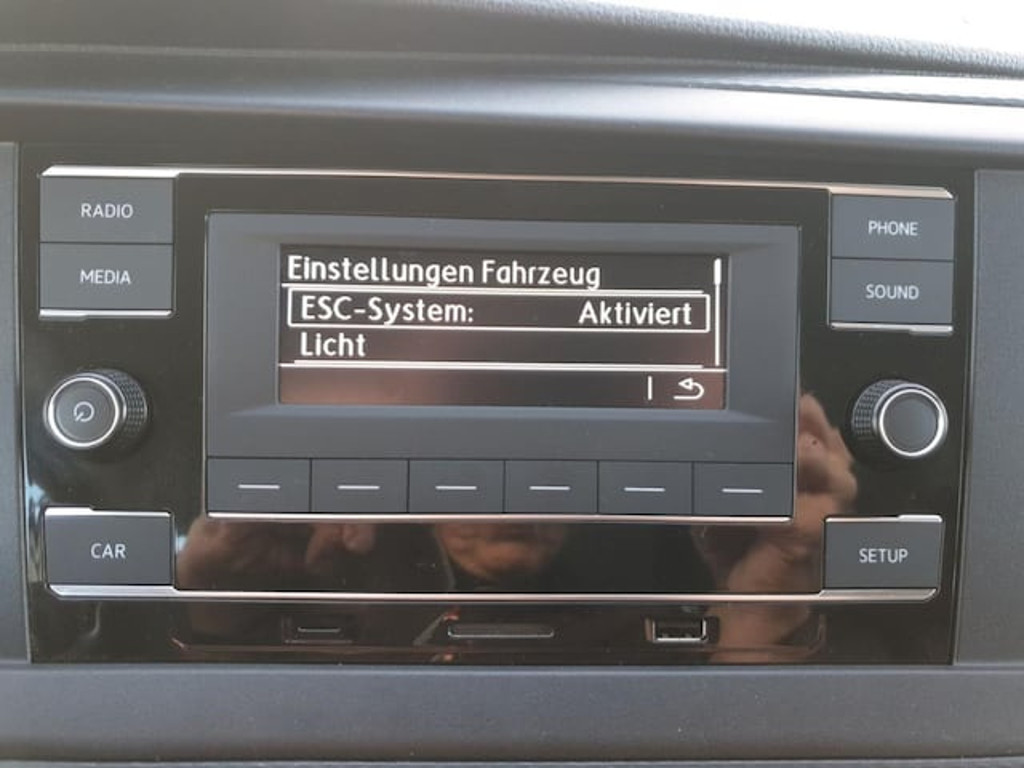 RADIO
MEDIA
Einstellungen Fahrzeug
ESC-System: Aktiviert
Licht
PHONE
SOUND
CAR
SETUP